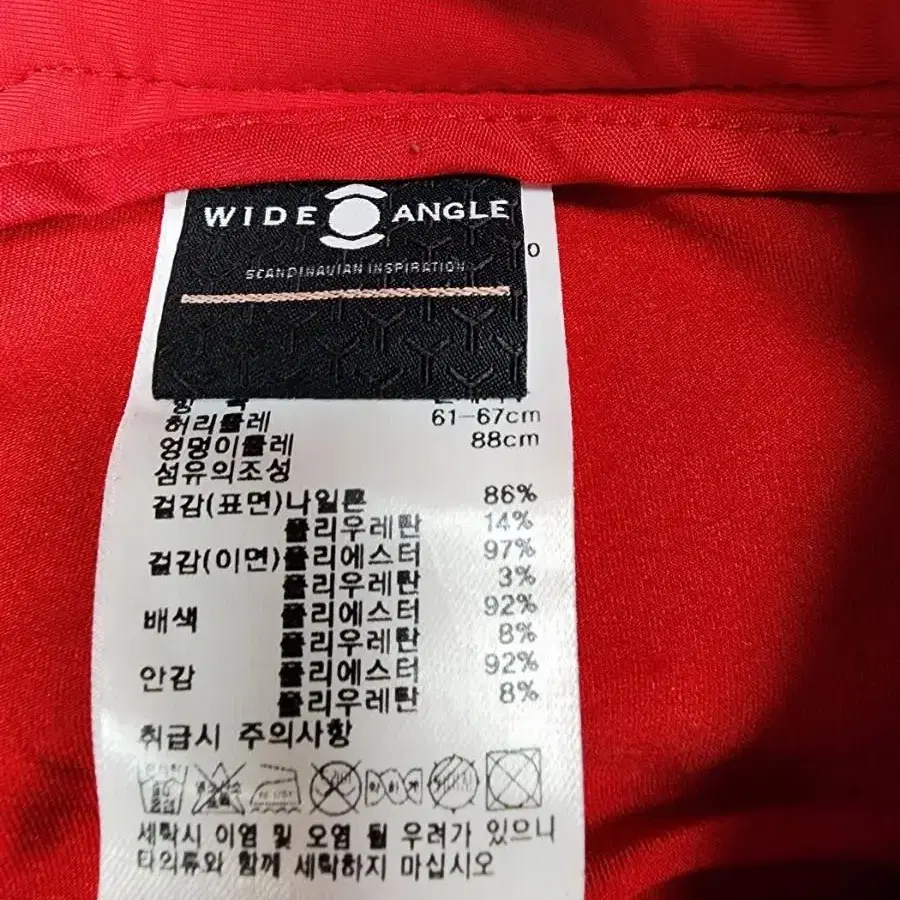 WIDE ANGLE
SCANDINAVIAN INSPIRATION
0
허리둘레 61-67cm
엉덩이둘레 88cm
섬유의조성
겉감(표면)나일론 86%
폴리우레탄 14%
겉감(이면)폴리에스터 97%
폴리우레탄 3%
배색 폴리에스터 92%
폴리우레탄 8%
안감 폴리에스터 92%
폴리우레탄 8%
취급시 주의사항
세탁시 이염 및 오염 될 우려가 있으니
타의류와 함께 세탁하지 마십시오